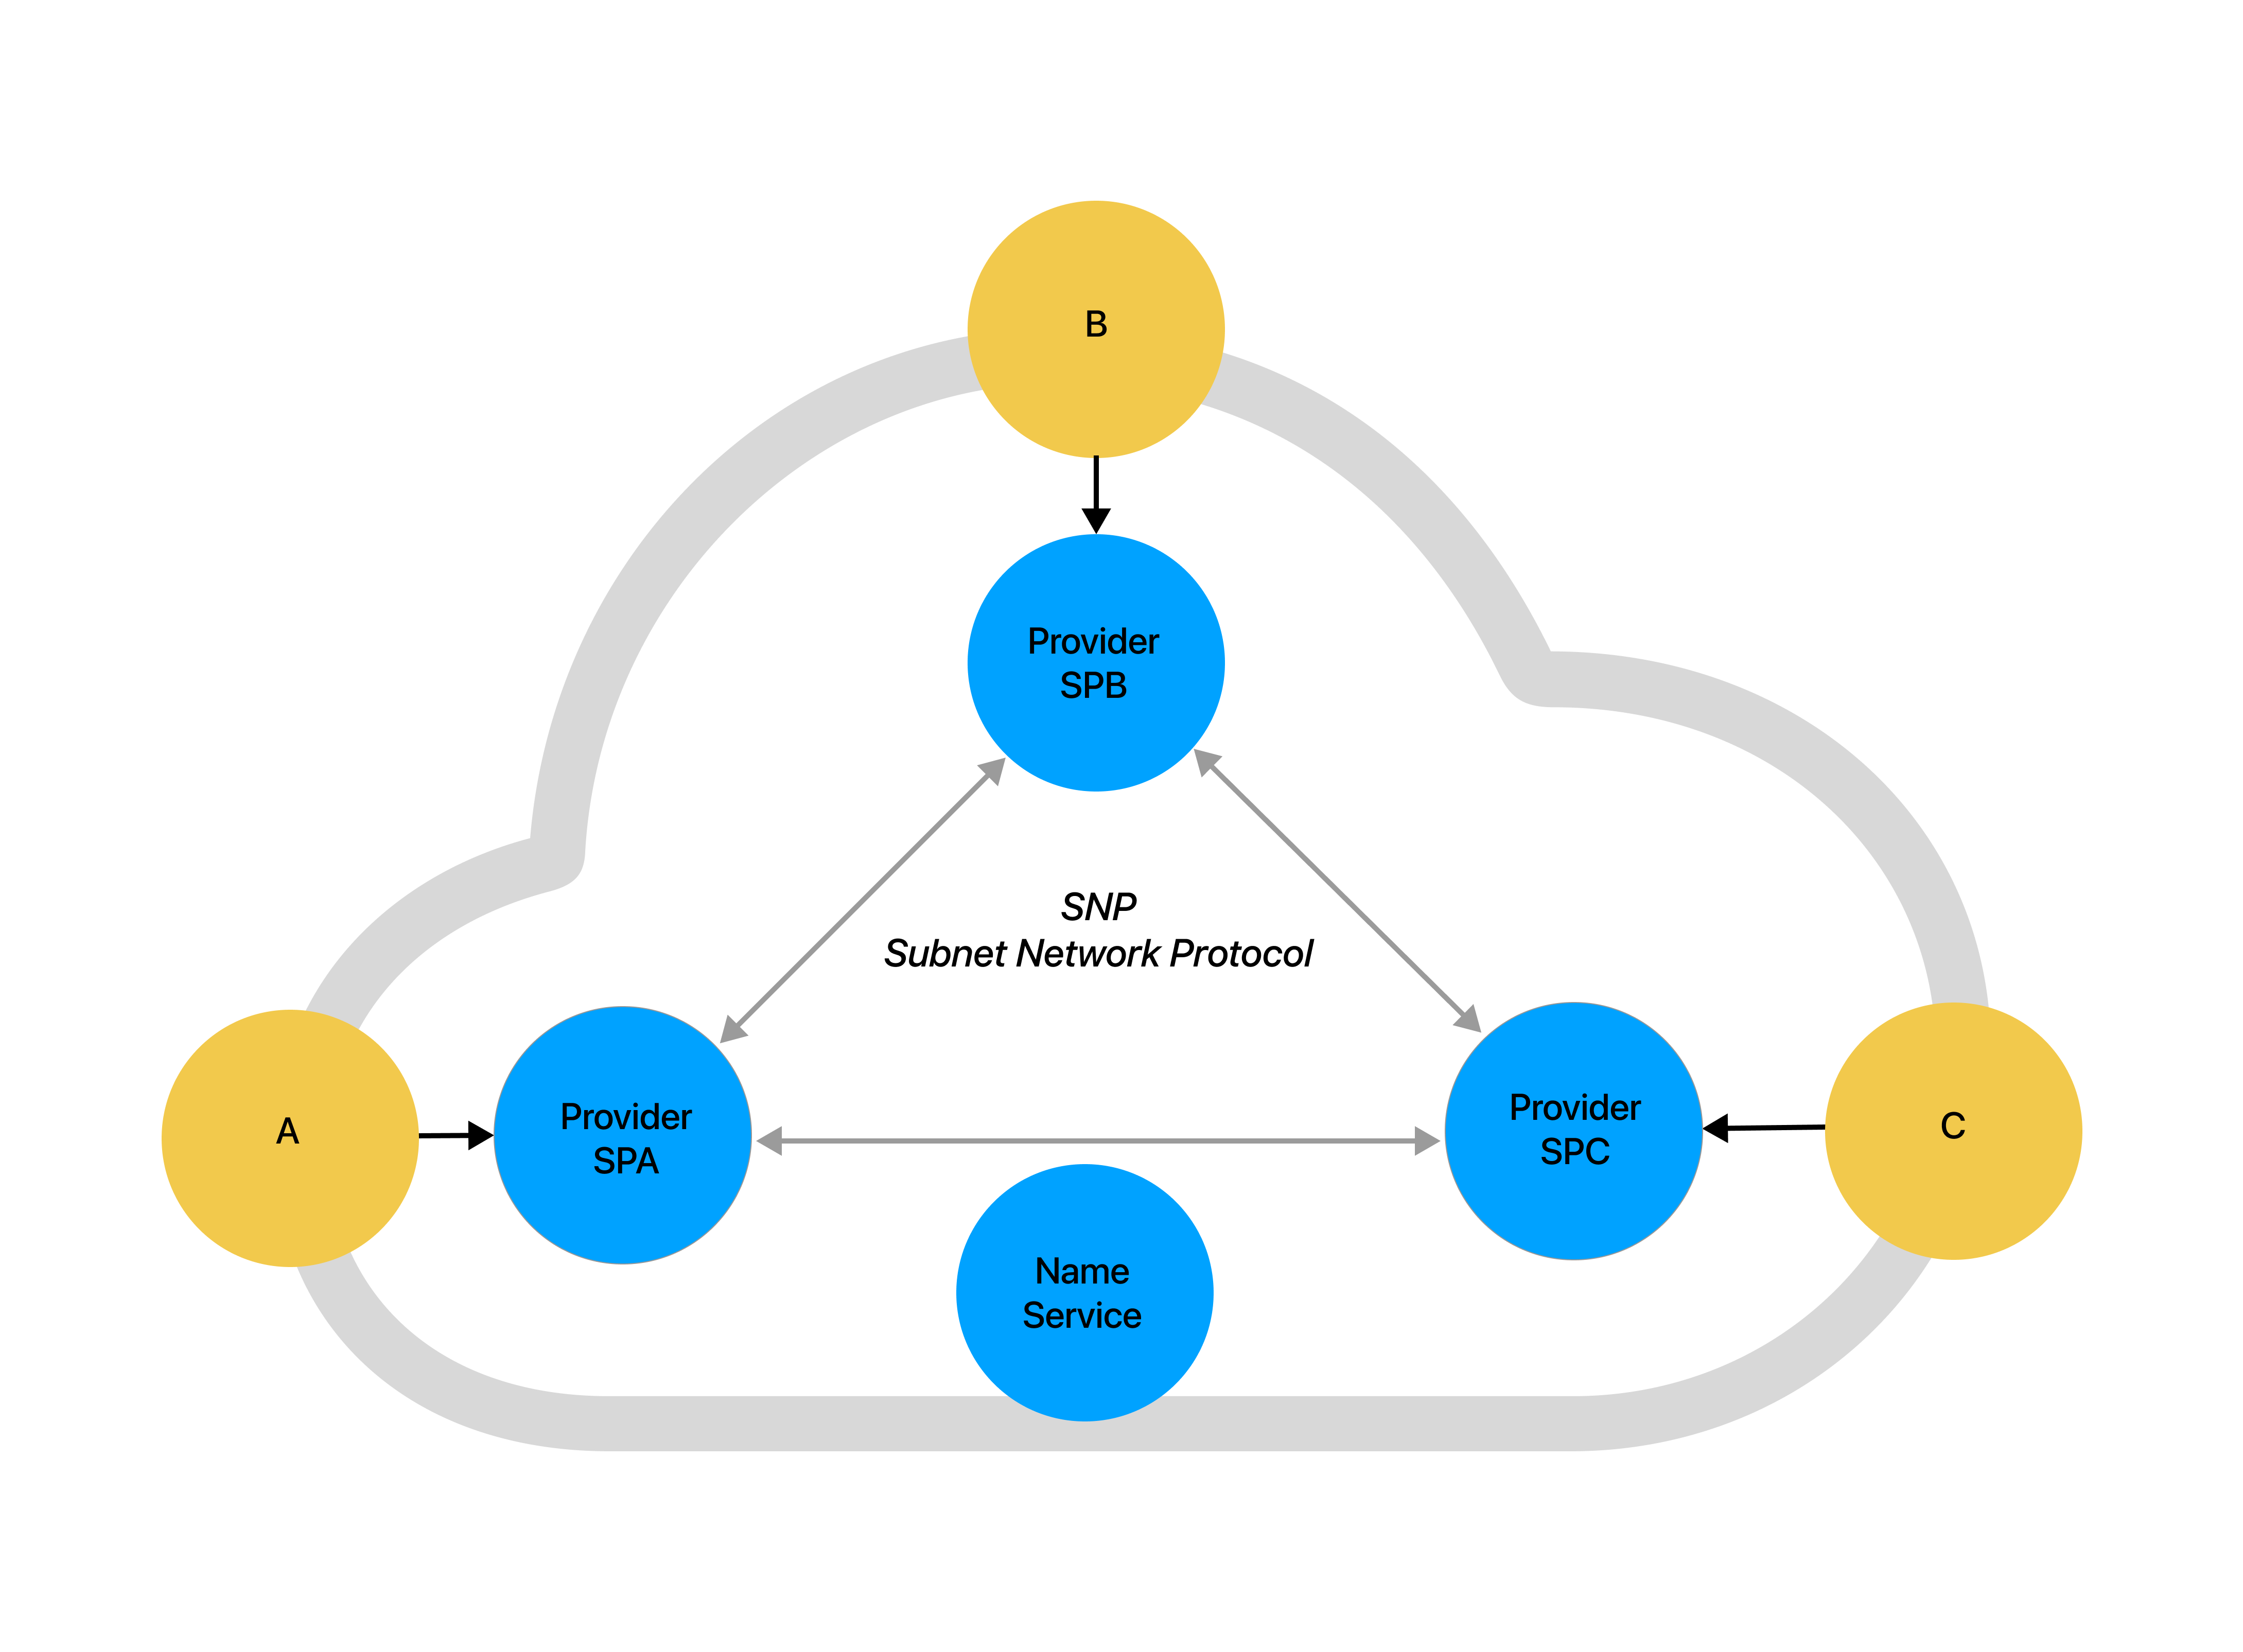 B
Provider
SPB
SNP
Subnet Network Protocol
A
Provider
SPA
Provider
SPC
C
Name
Service